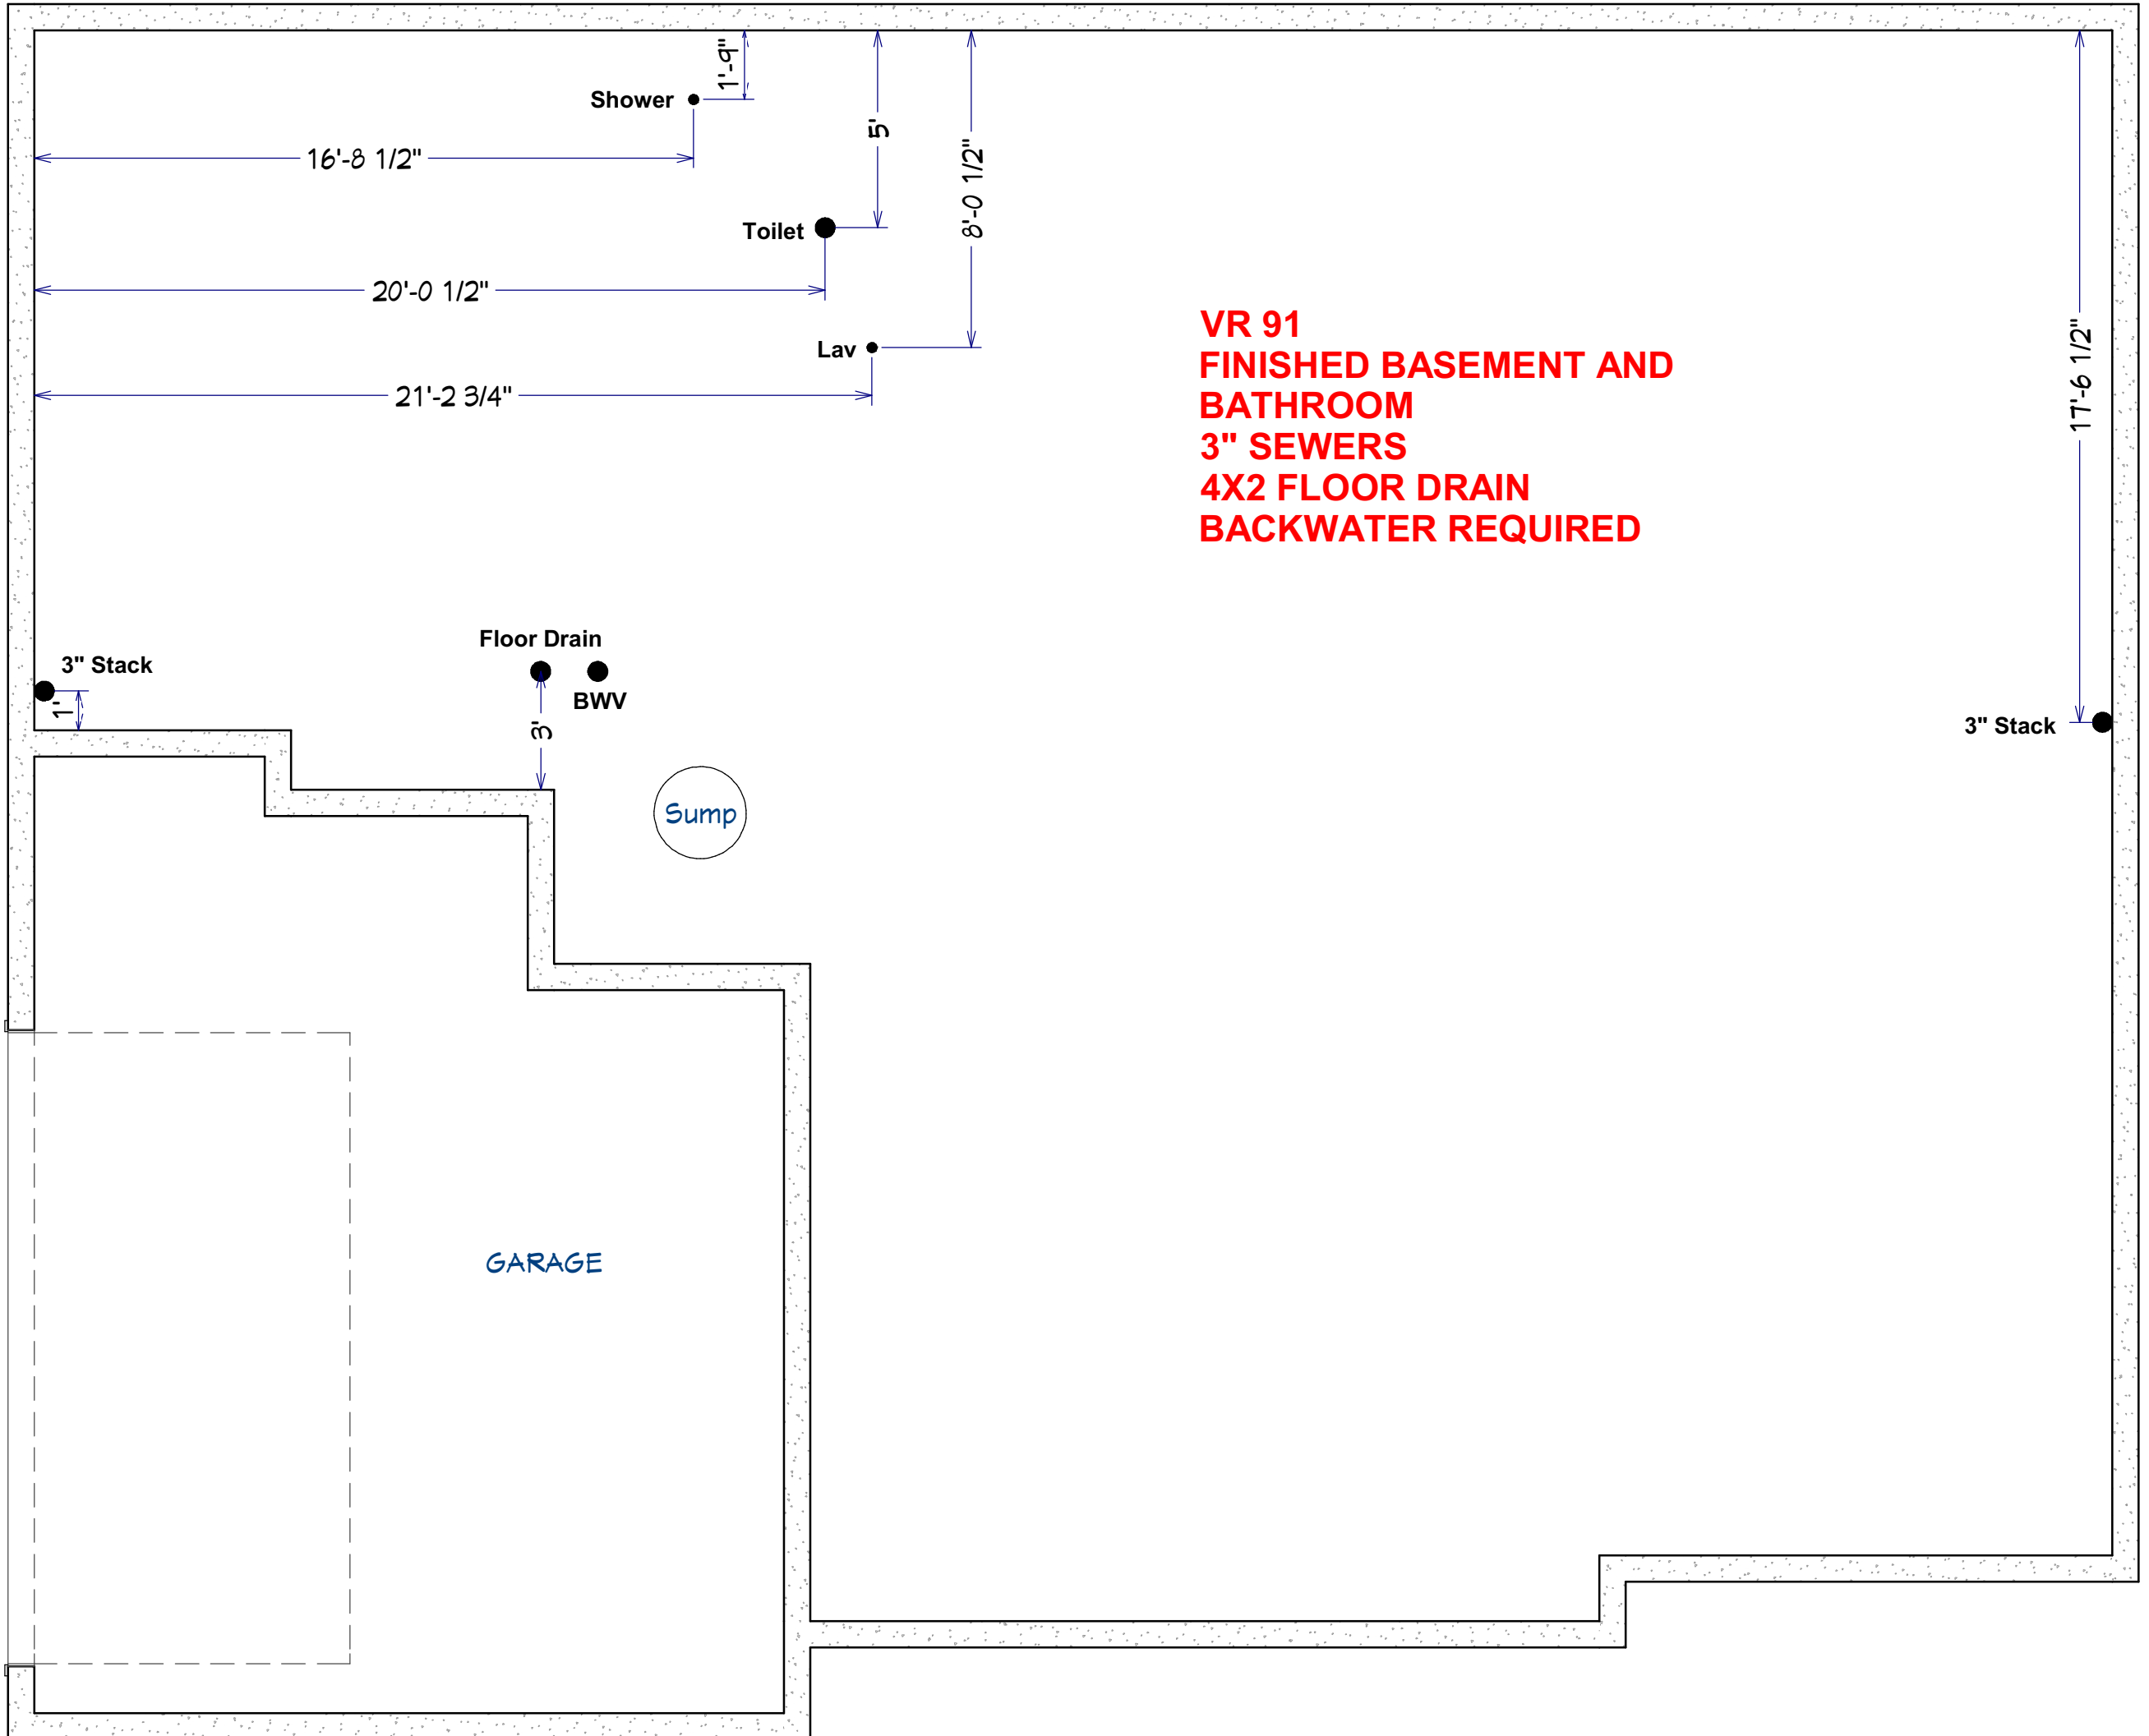 1'-9"
Shower
5'
16'-8 1/2"
8'-0 1/2"
Toilet
20'-0 1/2"
VR 91
FINISHED BASEMENT AND
BATHROOM
3" SEWERS
4X2 FLOOR DRAIN
BACKWATER REQUIRED
Lav
21'-2 3/4"
17'-6 1/2"
Floor Drain
3" Stack
BWV
1'
3'
3" Stack
Sump
GARAGE